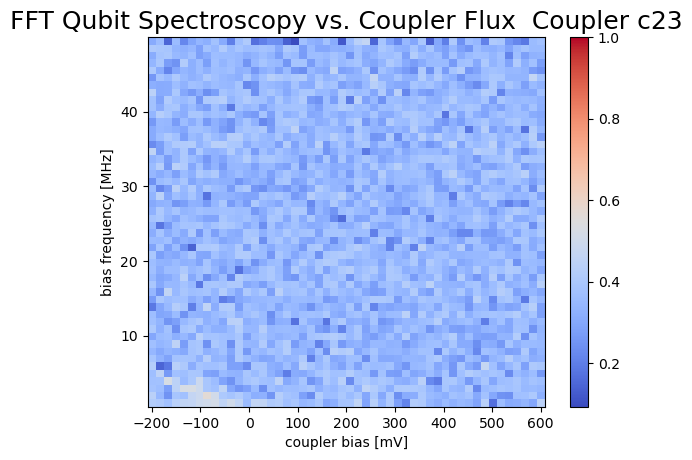 FFT Qubit Spectroscopy vs. Coupler Flux  Coupler c23
bias frequency [MHz]
40
30
20
10
−200 −100 0 100 200 300 400 500 600
coupler bias [mV]
1.0
0.8
0.6
0.4
0.2